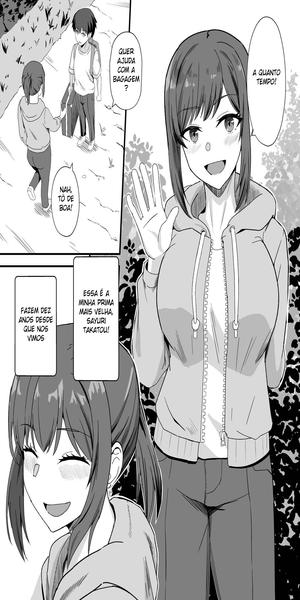 A QUANTO
TEMPO!
QUER
AJUDA
COM A
BAGAGEM
?
NAH,
TÔ DE
BOA!
ESSA É A
MINHA PRIMA
MAIS VELHA,
SAYURI
TAKATOU!
FAZEM DEZ
ANOS DESDE
QUE NOS
VIMOS